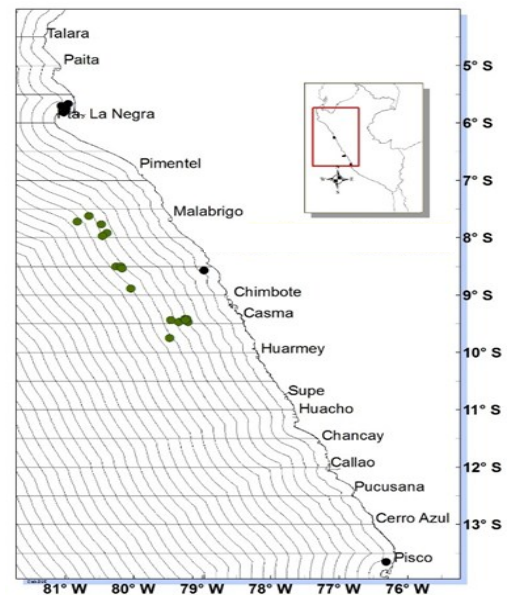 Talara
Paita
5° S
Pta. La Negra
6° S
Pimentel
7° S
Malabrigo
8° S
Chimbote
9° S
Casma
Huarmey
10° S
Supe
Huacho
11° S
Chancay
Callao
12° S
Pucusana
Cerro Azul
13° S
Pisco
81° W 80° W 79° W 78° W 77° W 76° W